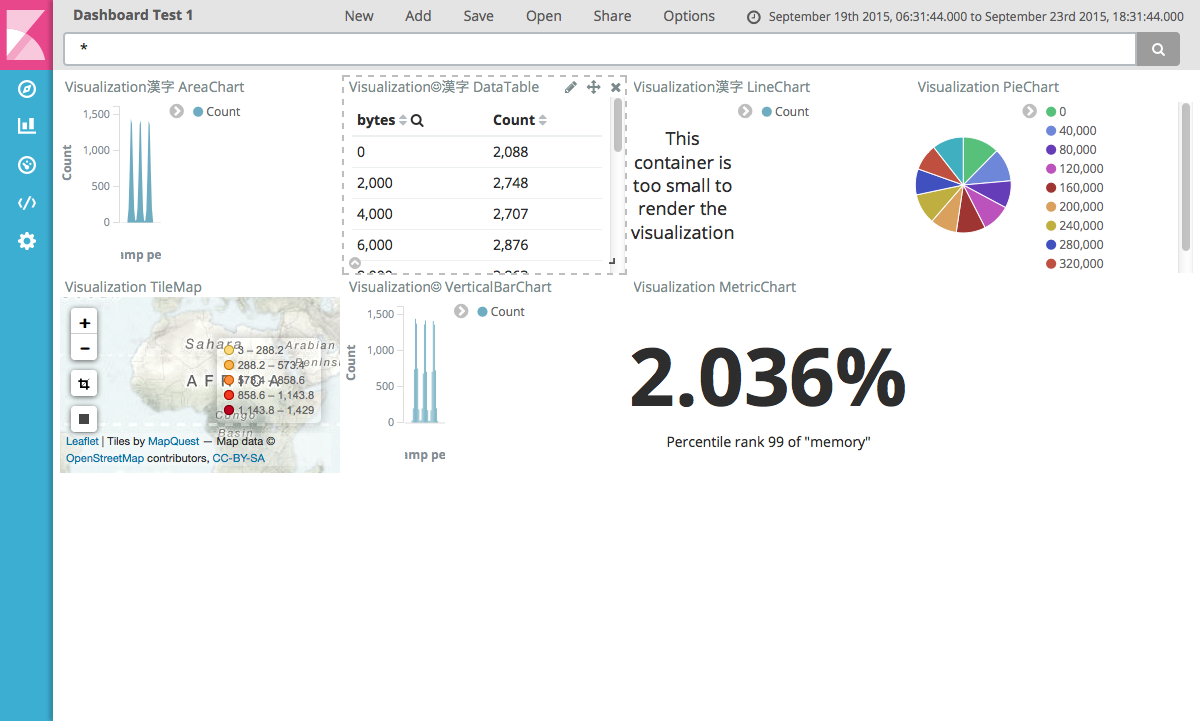 Dashboard Test 1
New Add Save Open Share Options September 19th 2015, 06:31:44.000 to September 23rd 2015, 18:31:44.000
*
Visualization漢字 AreaChart
1,500
1,000
500
0
Count
Count
Visualization☺漢字 DataTable
bytes Count
0 2,088
2,000 2,748
4,000 2,707
6,000 2,876
Visualization漢字 LineChart
Count
This
container is
too small to
render the
visualization
Visualization PieChart
0
40,000
80,000
120,000
160,000
200,000
240,000
280,000
320,000
Visualization TileMap
+
−
Sahara
Arabian
Penins
AFRICA
Congo
Basin
3 – 288.2
288.2 – 573.4
573.4 – 858.6
858.6 – 1,143.8
1,143.8 – 1,429
Leaflet | Tiles by MapQuest — Map data ©
OpenStreetMap contributors, CC-BY-SA
Visualization☺ VerticalBarChart
1,500
1,000
500
0
Count
Count
Visualization MetricChart
2.036%
Percentile rank 99 of "memory"